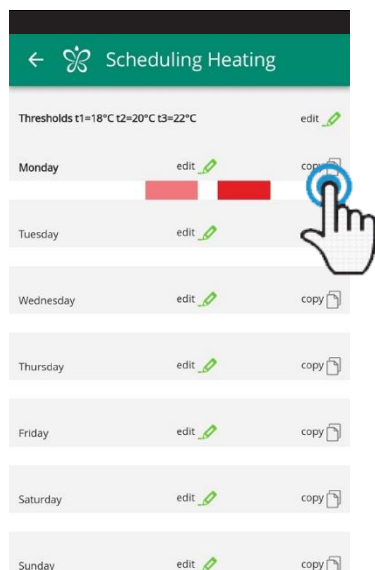 Scheduling Heating
Thresholds t1=18°C t2=20°C t3=22°C edit
Monday edit copy
Tuesday edit
Wednesday edit copy
Thursday edit copy
Friday edit copy
Saturday edit copy
Sunday edit copy